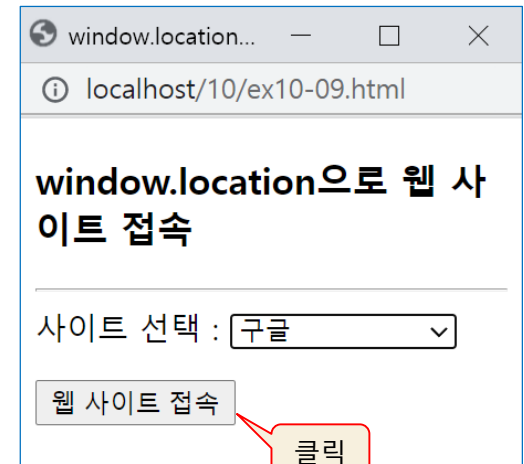 window.location...
localhost/10/ex10-09.html
window.location으로 웹 사
이트 접속
사이트 선택 : 구글
웹 사이트 접속
클릭